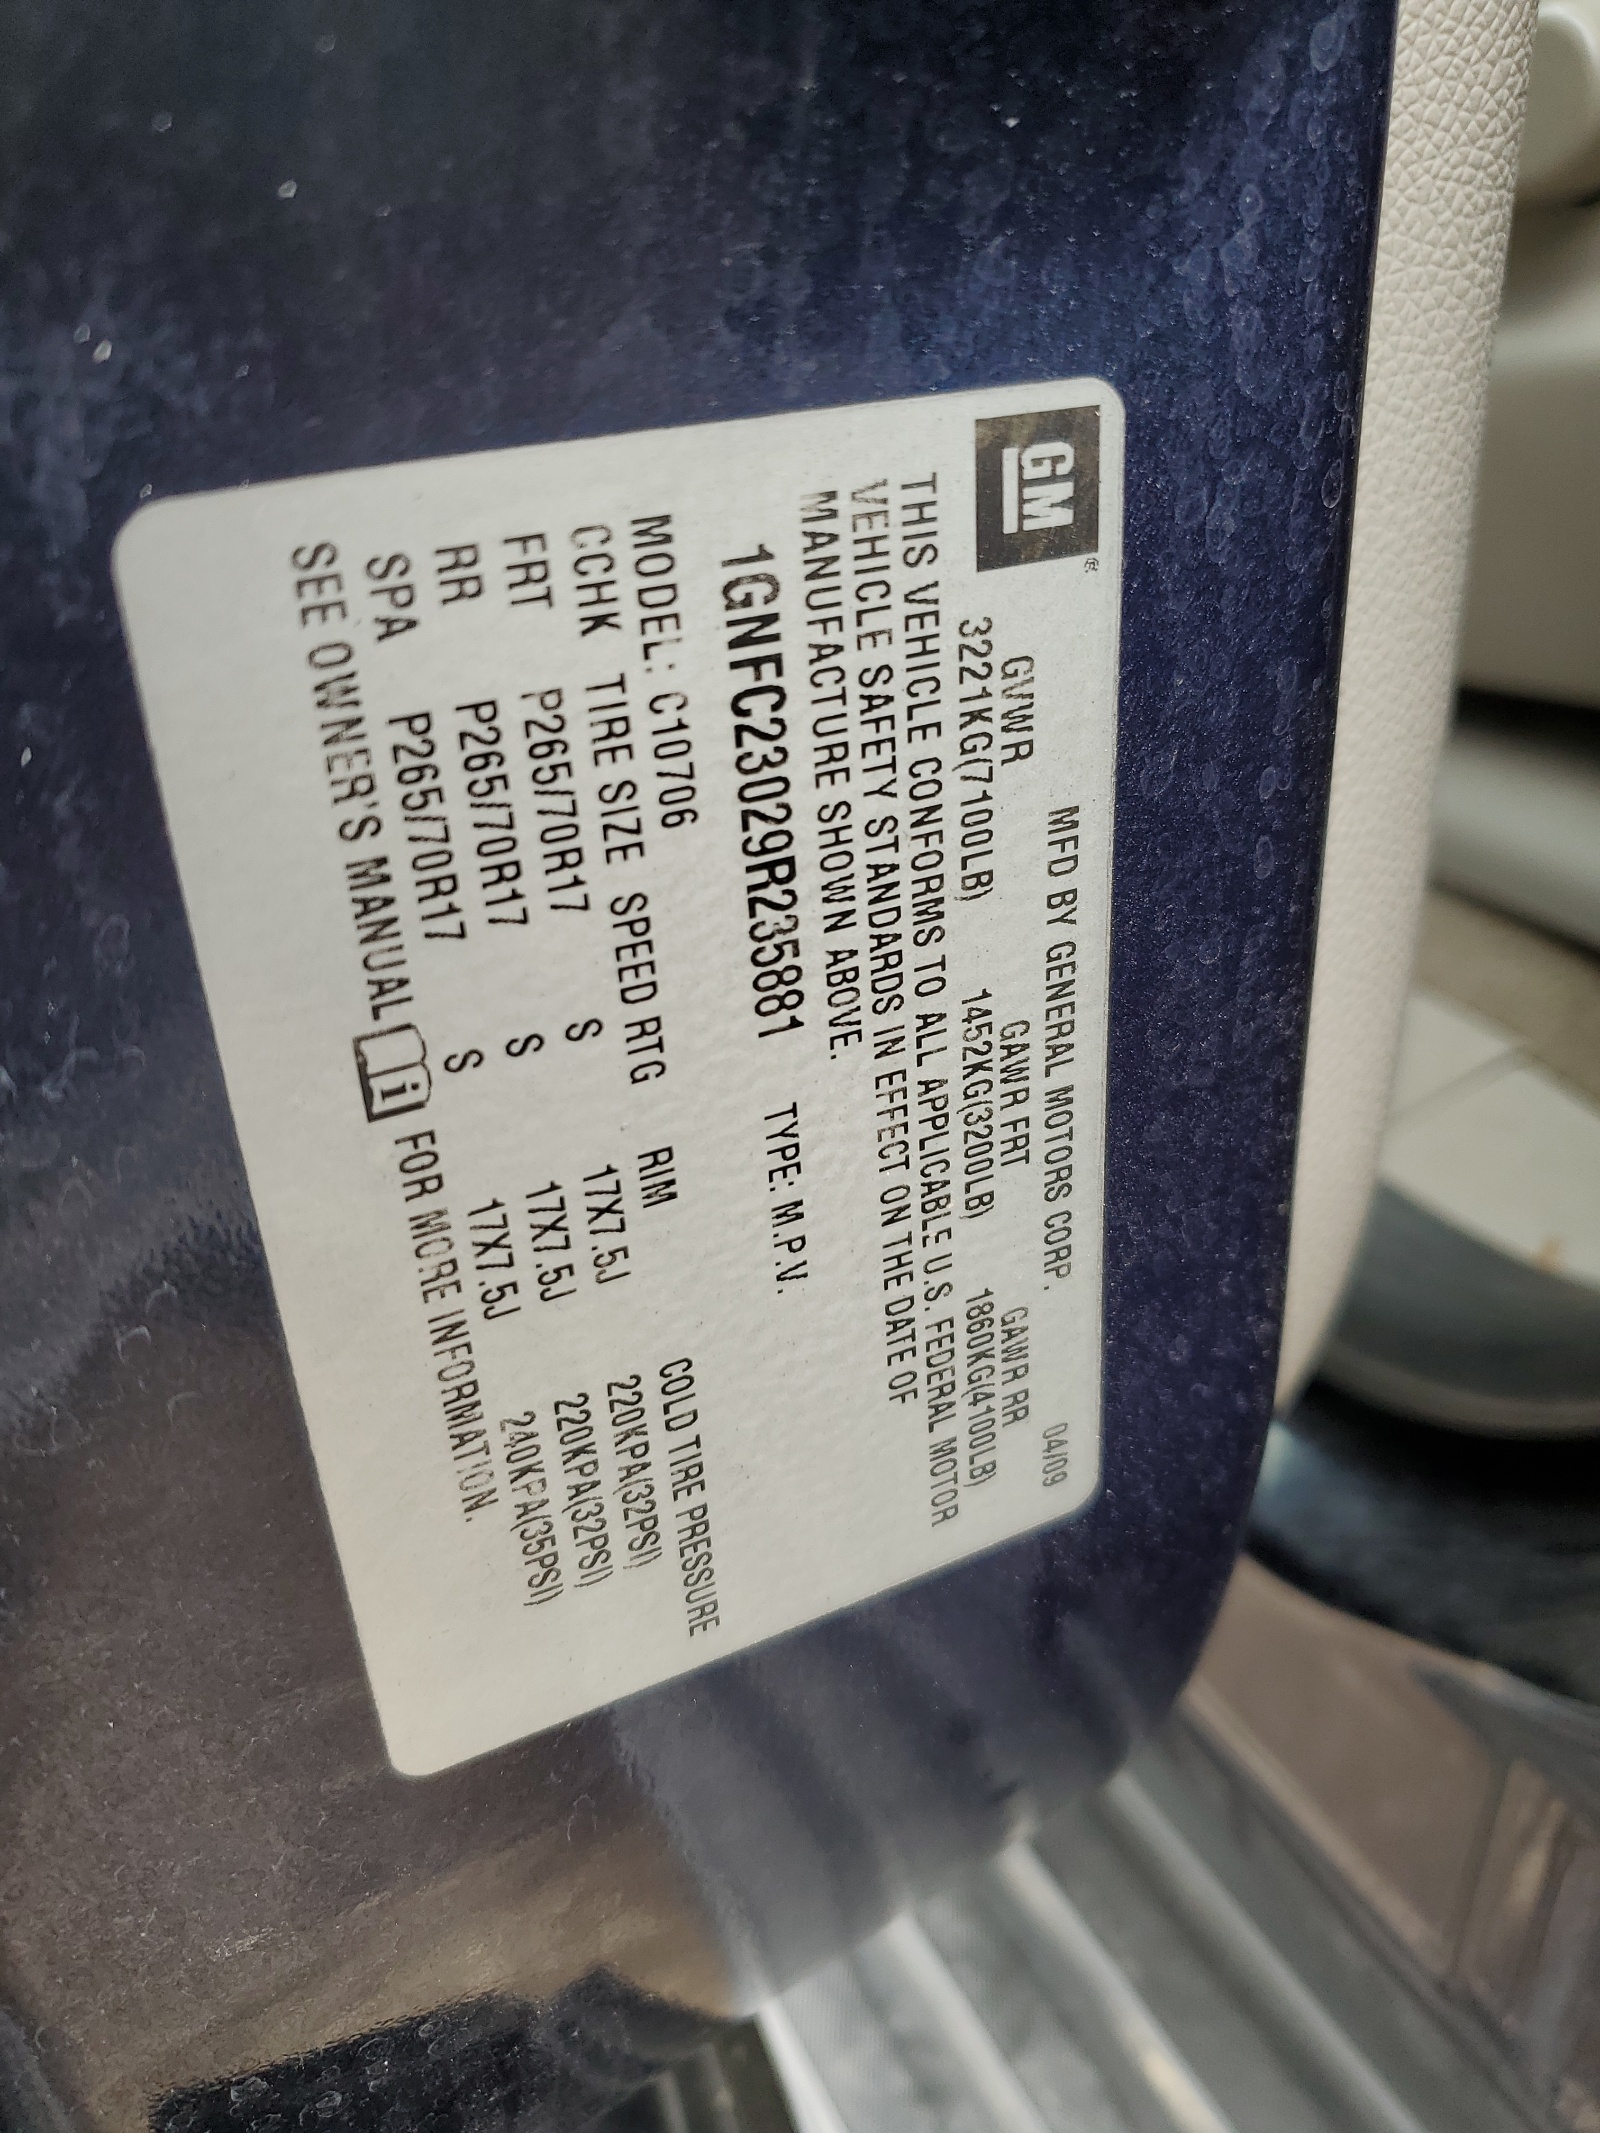 GM®
MFD BY GENERAL MOTORS CORP. 04/09
GVWR GAWR FRT GAWR RR
3221KG(7100LB) 1452KG(3200LB) 1860KG(4100LB)
THIS VEHICLE CONFORMS TO ALL APPLICABLE U.S. FEDERAL MOTOR
VEHICLE SAFETY STANDARDS IN EFFECT ON THE DATE OF
MANUFACTURE SHOWN ABOVE.
1GNFC23029R235881 TYPE: M.P.V.
MODEL: C10706
CCHK TIRE SIZE SPEED RTG RIM COLD TIRE PRESSURE
FRT P265/70R17 S 17X7.5J 220KPA(32PSI)
RR P265/70R17 S 17X7.5J 220KPA(32PSI)
SPA P265/70R17 S 17X7.5J 240KPA(35PSI)
SEE OWNER'S MANUAL i FOR MORE INFORMATION.